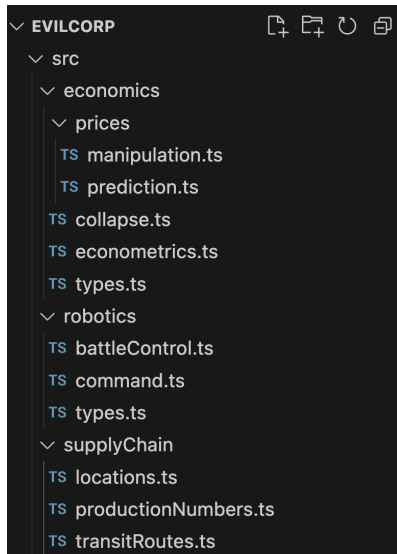 EVILCORP
src
economics
prices
TS manipulation.ts
TS prediction.ts
TS collapse.ts
TS econometrics.ts
TS types.ts
robotics
TS battleControl.ts
TS command.ts
TS types.ts
supplyChain
TS locations.ts
TS productionNumbers.ts
TS transitRoutes.ts